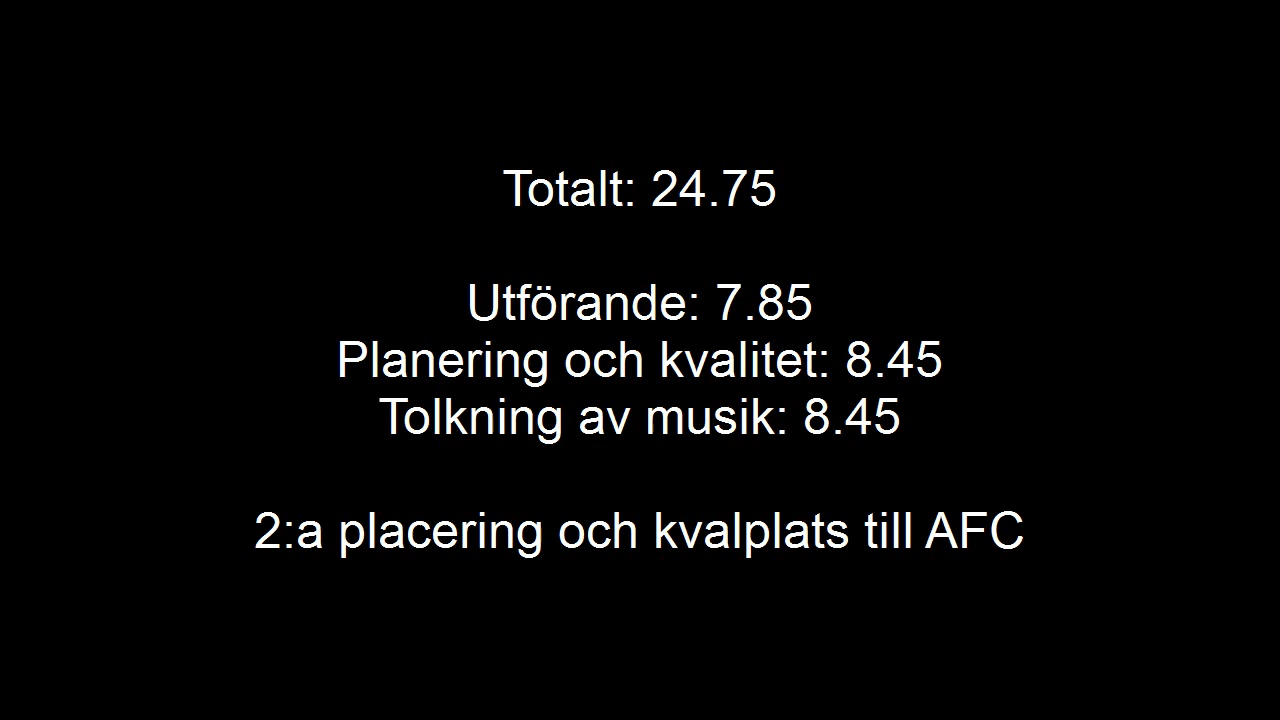 Totalt: 24.75
Utförande: 7.85
Planering och kvalitet: 8.45
Tolkning av musik: 8.45
2:a placering och kvalplats till AFC